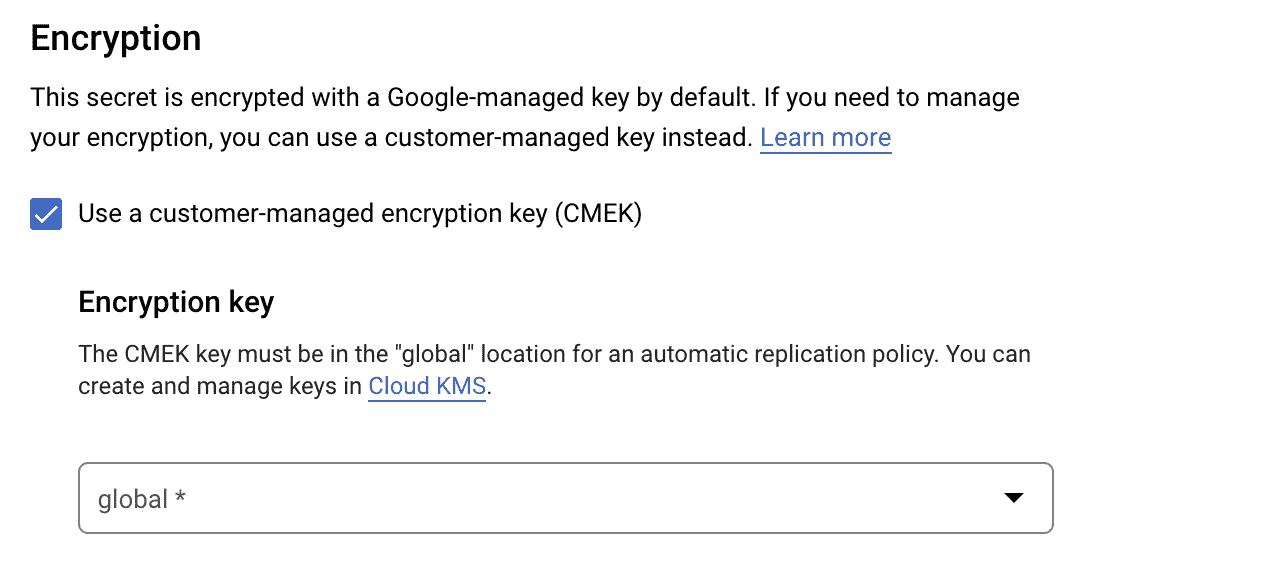 Encryption
This secret is encrypted with a Google-managed key by default. If you need to manage
your encryption, you can use a customer-managed key instead. Learn more
Use a customer-managed encryption key (CMEK)
Encryption key
The CMEK key must be in the "global" location for an automatic replication policy. You can
create and manage keys in Cloud KMS.
global *